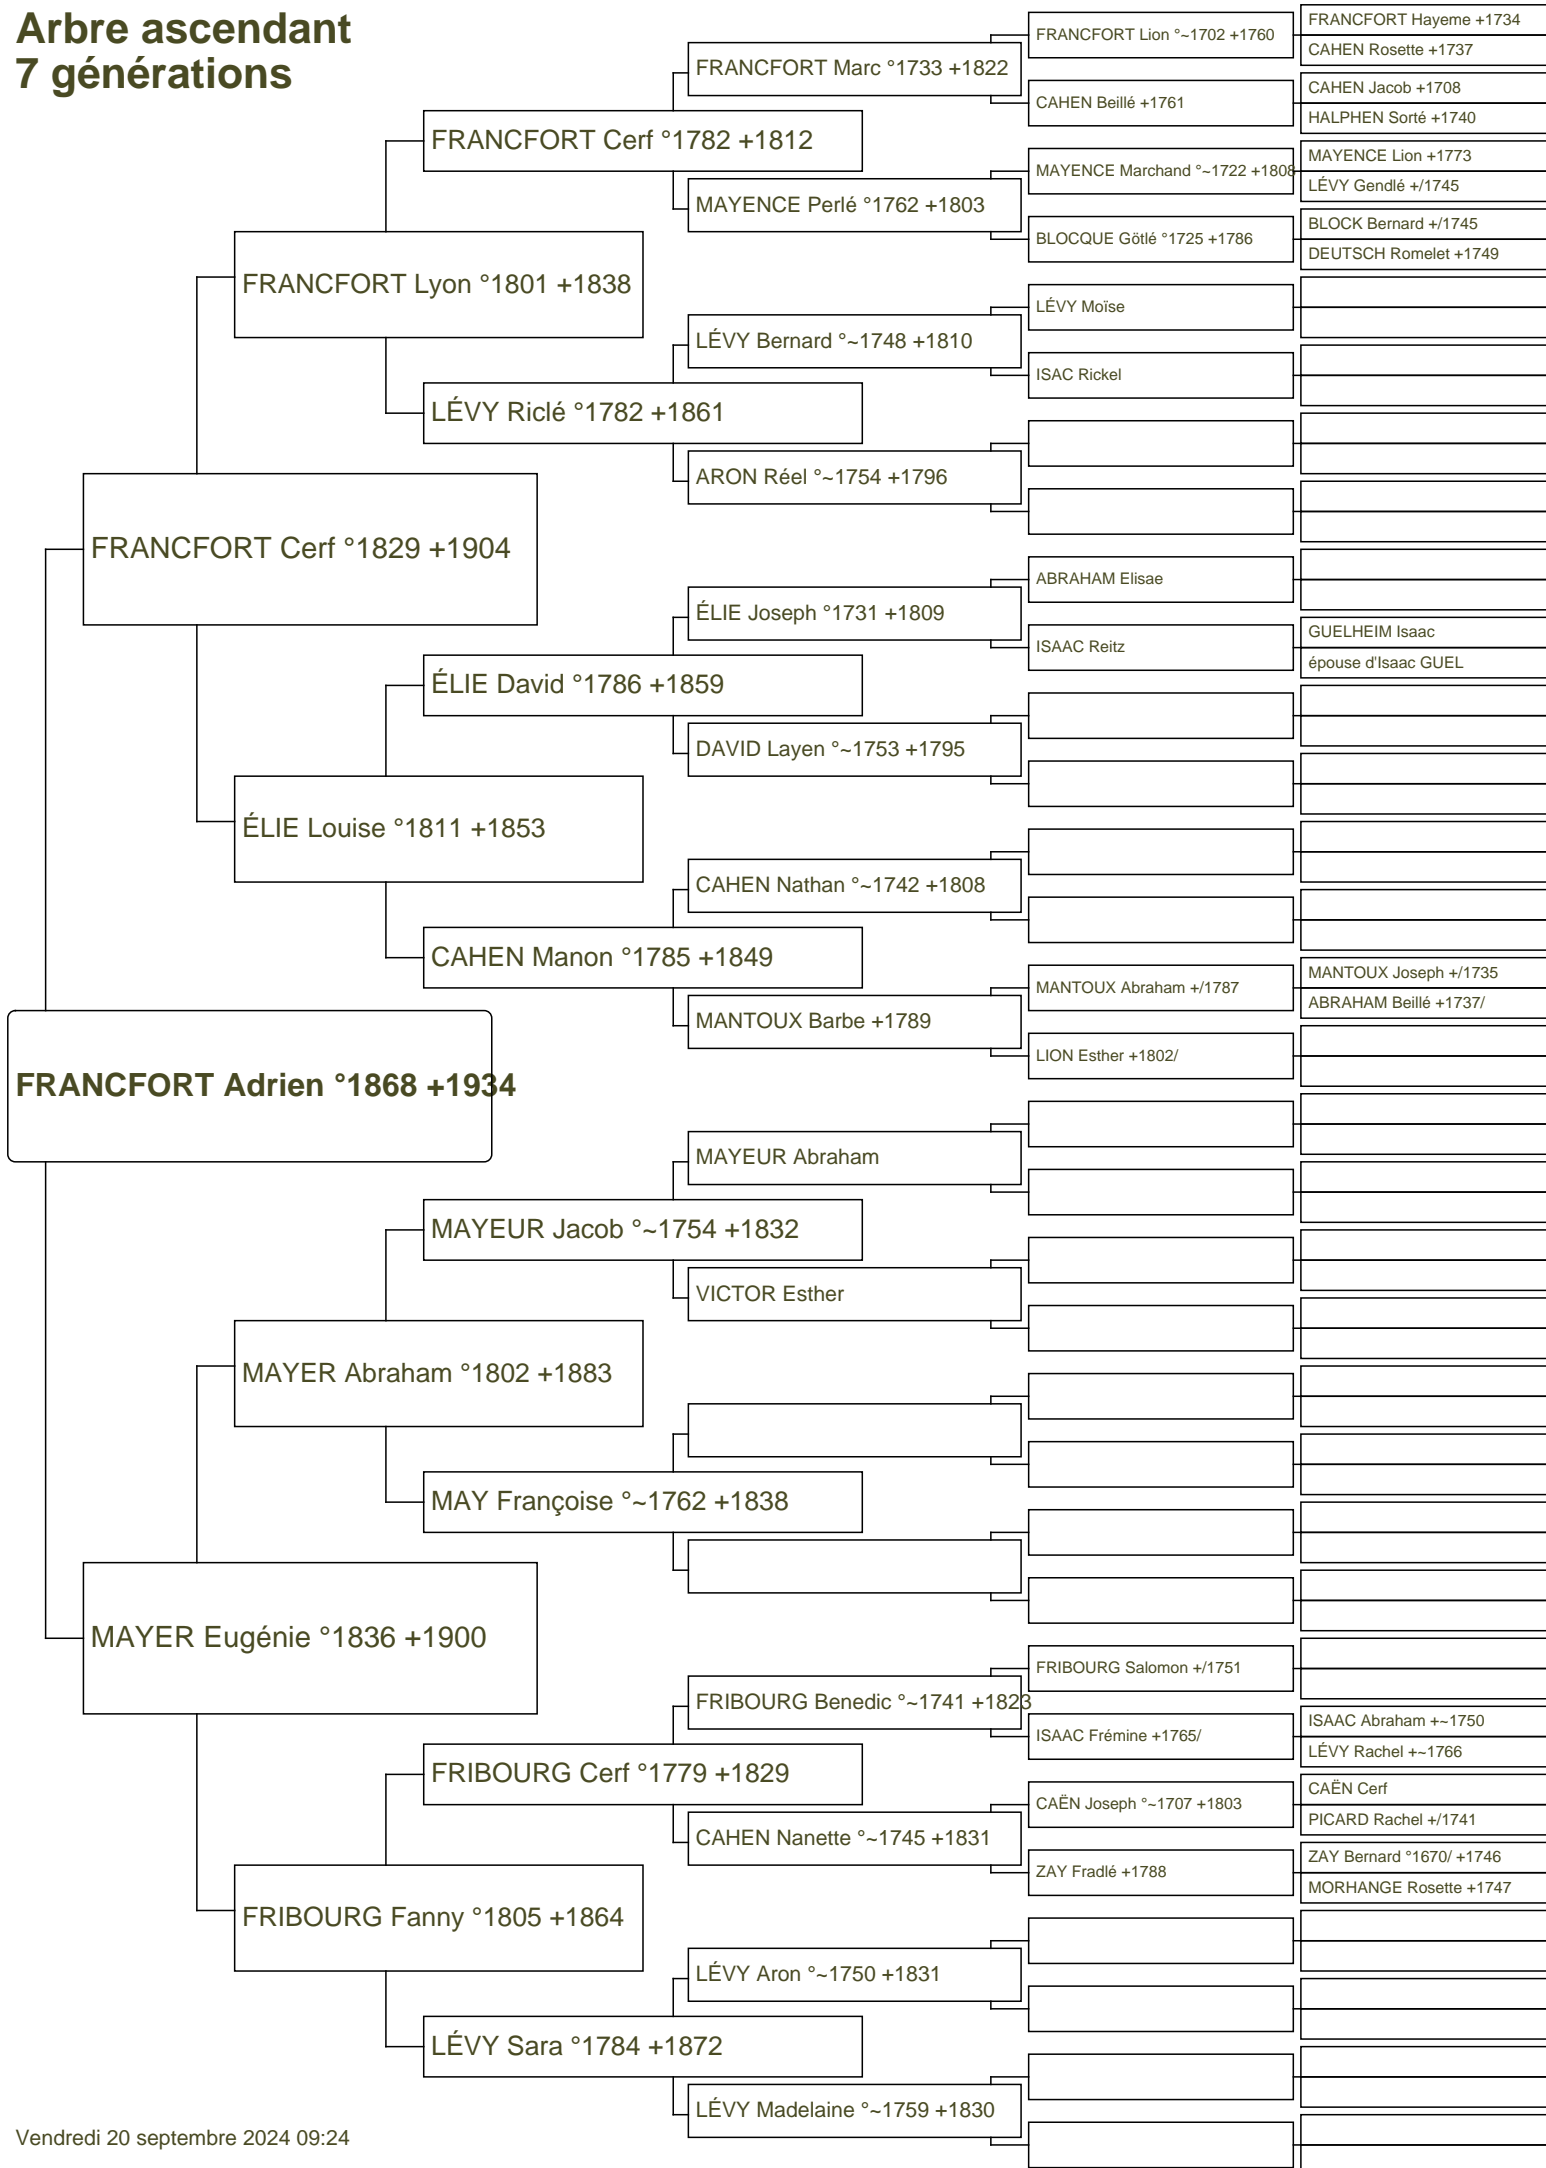 Arbre ascendant
7 générations
FRANCFORT Adrien °1868 +1934
FRANCFORT Cerf °1829 +1904
MAYER Eugénie °1836 +1900
FRANCFORT Lyon °1801 +1838
ÉLIE Louise °1811 +1853
MAYER Abraham °1802 +1883
FRIBOURG Fanny °1805 +1864
FRANCFORT Cerf °1782 +1812
LÉVY Riclé °1782 +1861
ÉLIE David °1786 +1859
CAHEN Manon °1785 +1849
MAYEUR Jacob °~1754 +1832
MAY Françoise °~1762 +1838
FRIBOURG Cerf °1779 +1829
LÉVY Sara °1784 +1872
FRANCFORT Marc °1733 +1822
MAYENCE Perlé °1762 +1803
LÉVY Bernard °~1748 +1810
ARON Réel °~1754 +1796
ÉLIE Joseph °1731 +1809
DAVID Layen °~1753 +1795
CAHEN Nathan °~1742 +1808
MANTOUX Barbe +1789
MAYEUR Abraham
VICTOR Esther
FRIBOURG Benedic °~1741 +1823
CAHEN Nanette °~1745 +1831
LÉVY Aron °~1750 +1831
LÉVY Madelaine °~1759 +1830
FRANCFORT Lion °~1702 +1760
CAHEN Beillé +1761
MAYENCE Marchand °~1722 +1808
BLOCQUE Götlé °1725 +1786
LÉVY Moïse
ISAC Rickel
ABRAHAM Elisae
ISAAC Reitz
MANTOUX Abraham +/1787
LION Esther +1802/
FRIBOURG Salomon +/1751
ISAAC Frémine +1765/
CAËN Joseph °~1707 +1803
ZAY Fradlé +1788
FRANCFORT Hayeme +1734
CAHEN Rosette +1737
CAHEN Jacob +1708
HALPHEN Sorté +1740
MAYENCE Lion +1773
LÉVY Gendlé +/1745
BLOCK Bernard +/1745
DEUTSCH Romelet +1749
GUELHEIM Isaac
épouse d'Isaac GUEL
MANTOUX Joseph +/1735
ABRAHAM Beillé +1737/
ISAAC Abraham +~1750
LÉVY Rachel +~1766
CAËN Cerf
PICARD Rachel +/1741
ZAY Bernard °1670/ +1746
MORHANGE Rosette +1747
Vendredi 20 septembre 2024 09:24